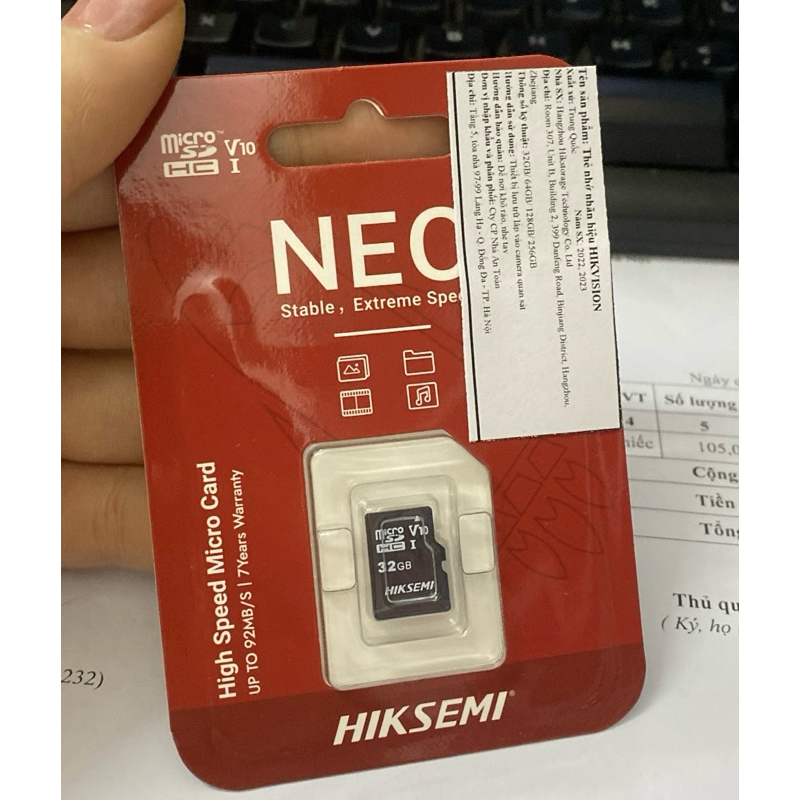 micro
SD
HC
V10
I
NEO
Stable, Extreme Spe
High Speed Micro Card
UP TO 92MB/S | 7Years Warranty
micro
SD
HC
V10
I
32GB
HIKSEMI
HIKSEMI®
Tên sản phẩm: Thẻ nhớ nhãn hiệu HIKVISION
Xuất xứ: Trung Quốc Năm SX: 2022, 2023
Nhà SX: Hangzhou Hikstorage Technology Co. Ltd
Địa chỉ: Room 307, Unit B, Building 2, 399 Danfeng Road, Binjiang District, Hangzhou,
Zhejiang
Thông số kỹ thuật: 32GB/ 64GB/ 128GB/ 256GB
Hướng dẫn sử dụng: Thiết bị lưu trữ lắp vào camera quan sát
Hướng dẫn bảo quản: Để nơi khô ráo, nhẹ tay
Đơn vị nhập khẩu và phân phối: Cty CP Nhà An Toàn
Địa chỉ: Tầng 5, tòa nhà 97-99 Láng Hạ - Q. Đống Đa - TP. Hà Nội
Ngày
VT Số lượng
4 5
105,0
Cộng
Tiền
Tổng
Thủ qu
( Ký, họ
232)